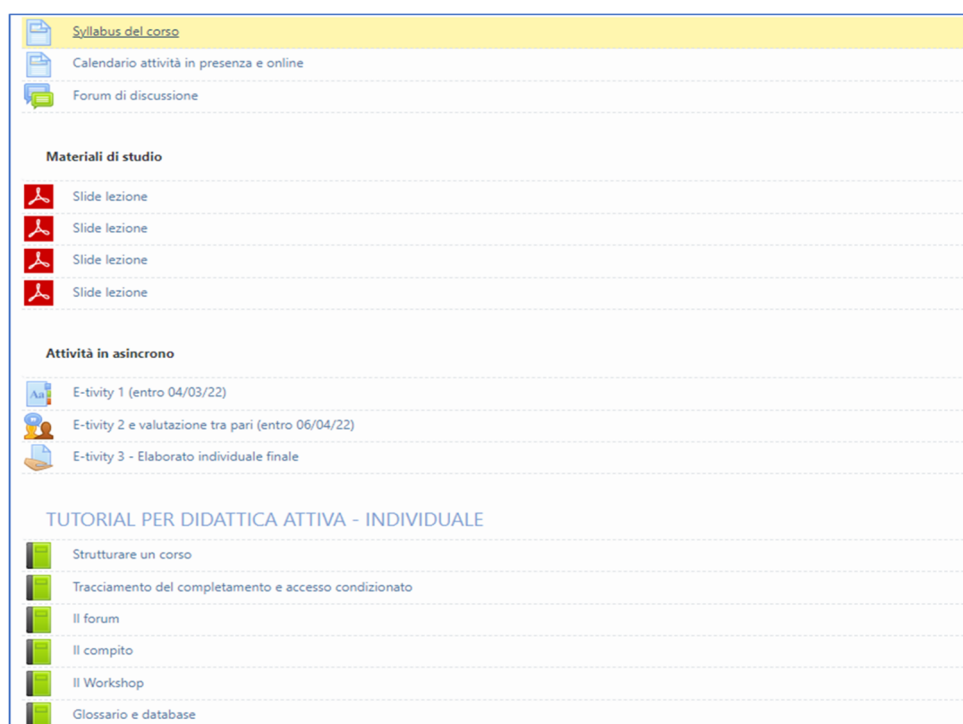 Syllabus del corso
Calendario attività in presenza e online
Forum di discussione
Materiali di studio
Slide lezione
Slide lezione
Slide lezione
Slide lezione
Attività in asincrono
Aa
E-tivity 1 (entro 04/03/22)
E-tivity 2 e valutazione tra pari (entro 06/04/22)
E-tivity 3 - Elaborato individuale finale
TUTORIAL PER DIDATTICA ATTIVA - INDIVIDUALE
Strutturare un corso
Tracciamento del completamento e accesso condizionato
Il forum
Il compito
Il Workshop
Glossario e database